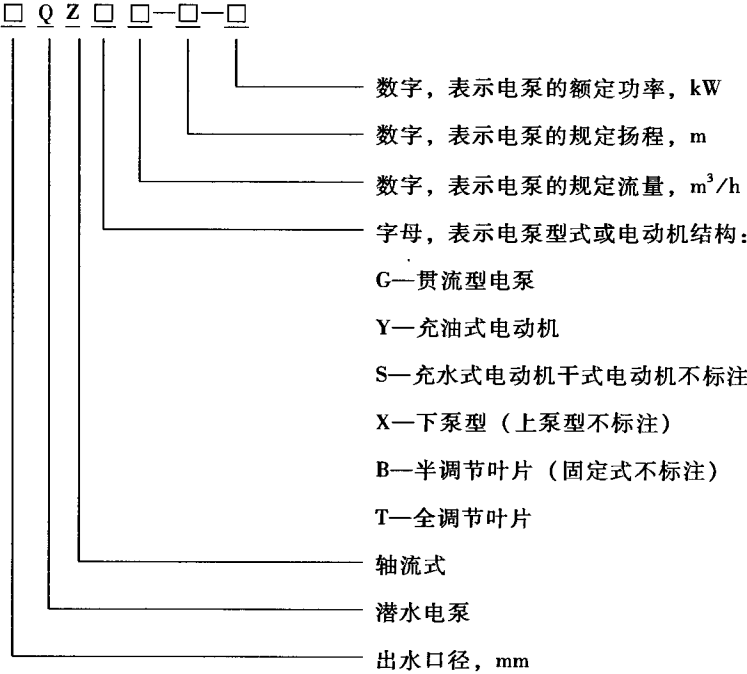 □ Q Z □ □—□—□
数字，表示电泵的额定功率，kW
数字，表示电泵的规定扬程，m
数字，表示电泵的规定流量，m³/h
字母，表示电泵型式或电动机结构：
G—贯流型电泵
Y—充油式电动机
S—充水式电动机干式电动机不标注
X—下泵型（上泵型不标注）
B—半调节叶片（固定式不标注）
T—全调节叶片
轴流式
潜水电泵
出水口径，mm